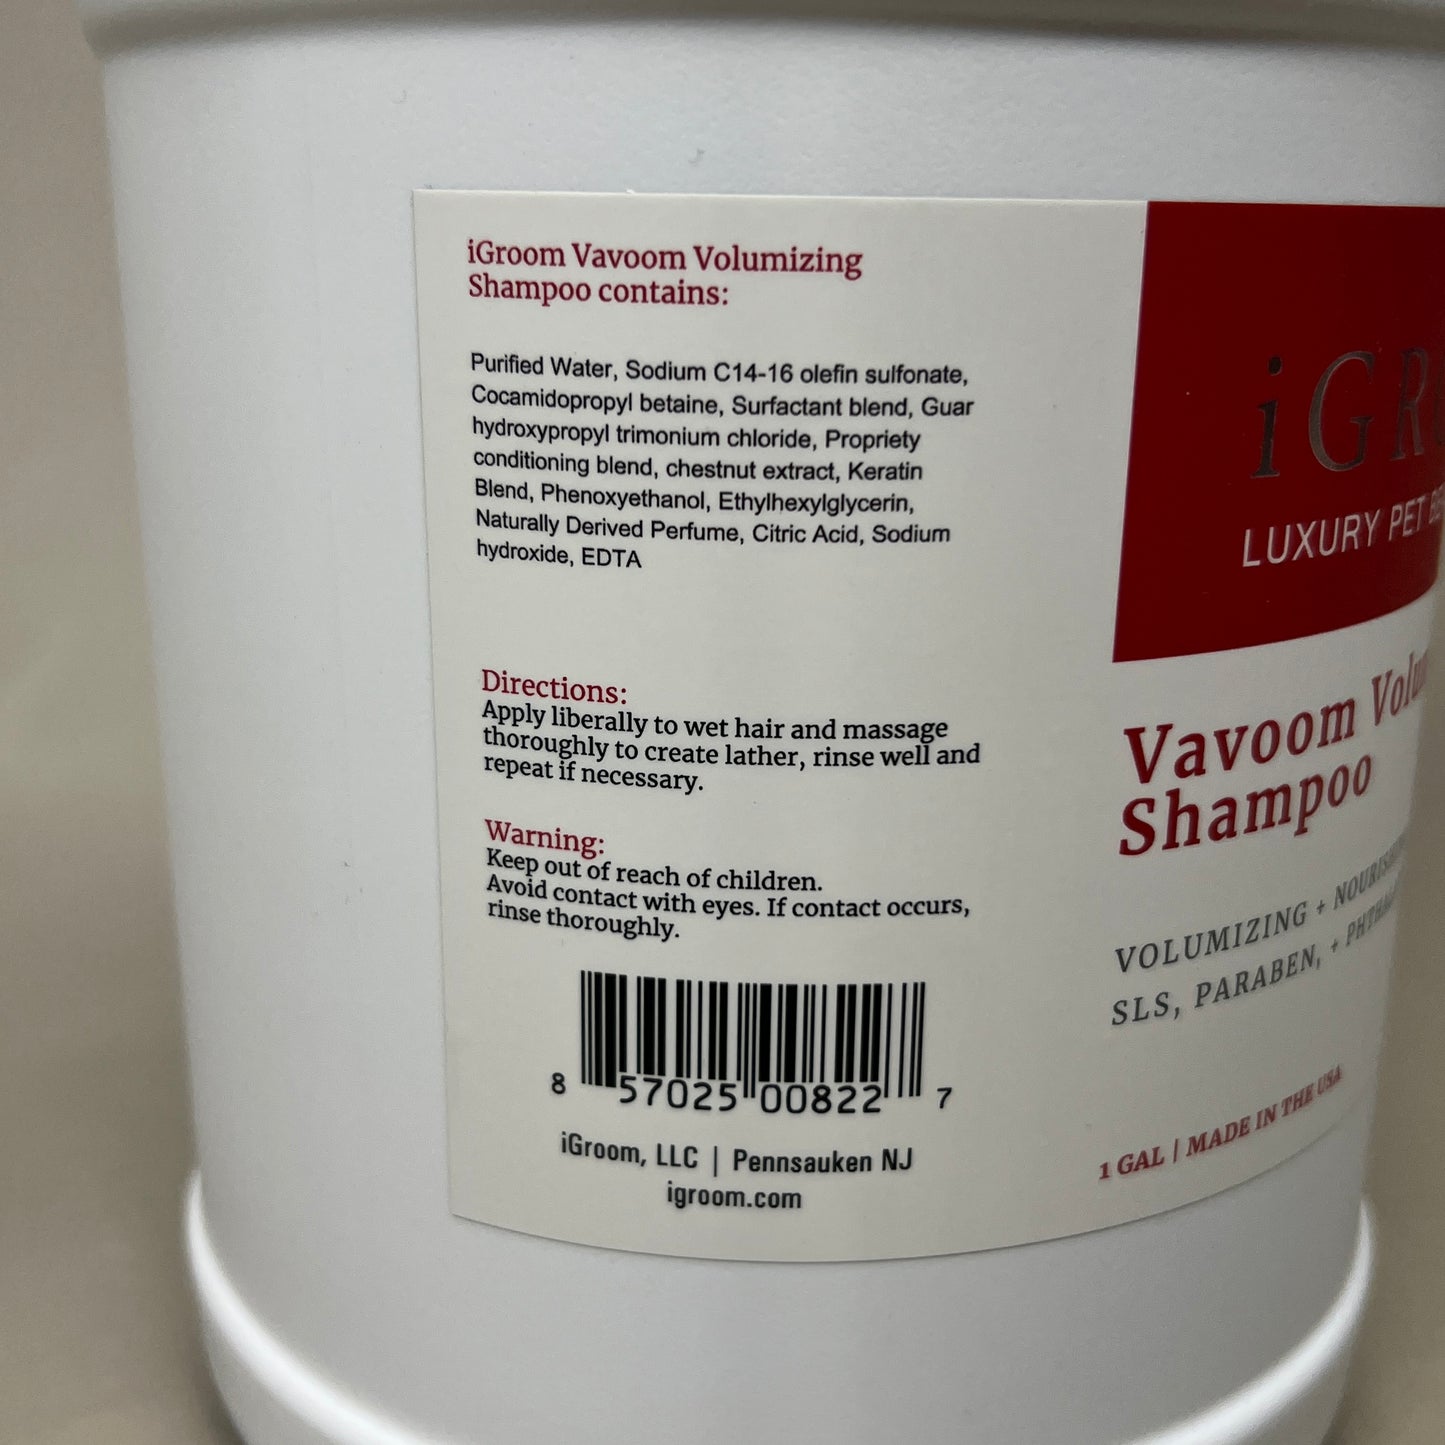 iGroom Vavoom Volumizing
Shampoo contains:
Purified Water, Sodium C14-16 olefin sulfonate,
Cocamidopropyl betaine, Surfactant blend, Guar
hydroxypropyl trimonium chloride, Propriety
conditioning blend, chestnut extract, Keratin
Blend, Phenoxyethanol, Ethylhexylglycerin,
Naturally Derived Perfume, Citric Acid, Sodium
hydroxide, EDTA
Directions:
Apply liberally to wet hair and massage
thoroughly to create lather, rinse well and
repeat if necessary.
Warning:
Keep out of reach of children.
Avoid contact with eyes. If contact occurs,
rinse thoroughly.
8 57025 00822 7
iGroom, LLC | Pennsauken NJ
igroom.com
LUXURY PET
Vavoom
Shampoo
VOLUMIZING +
SLS, PARABEN, +
1 GAL | MADE IN THE USA